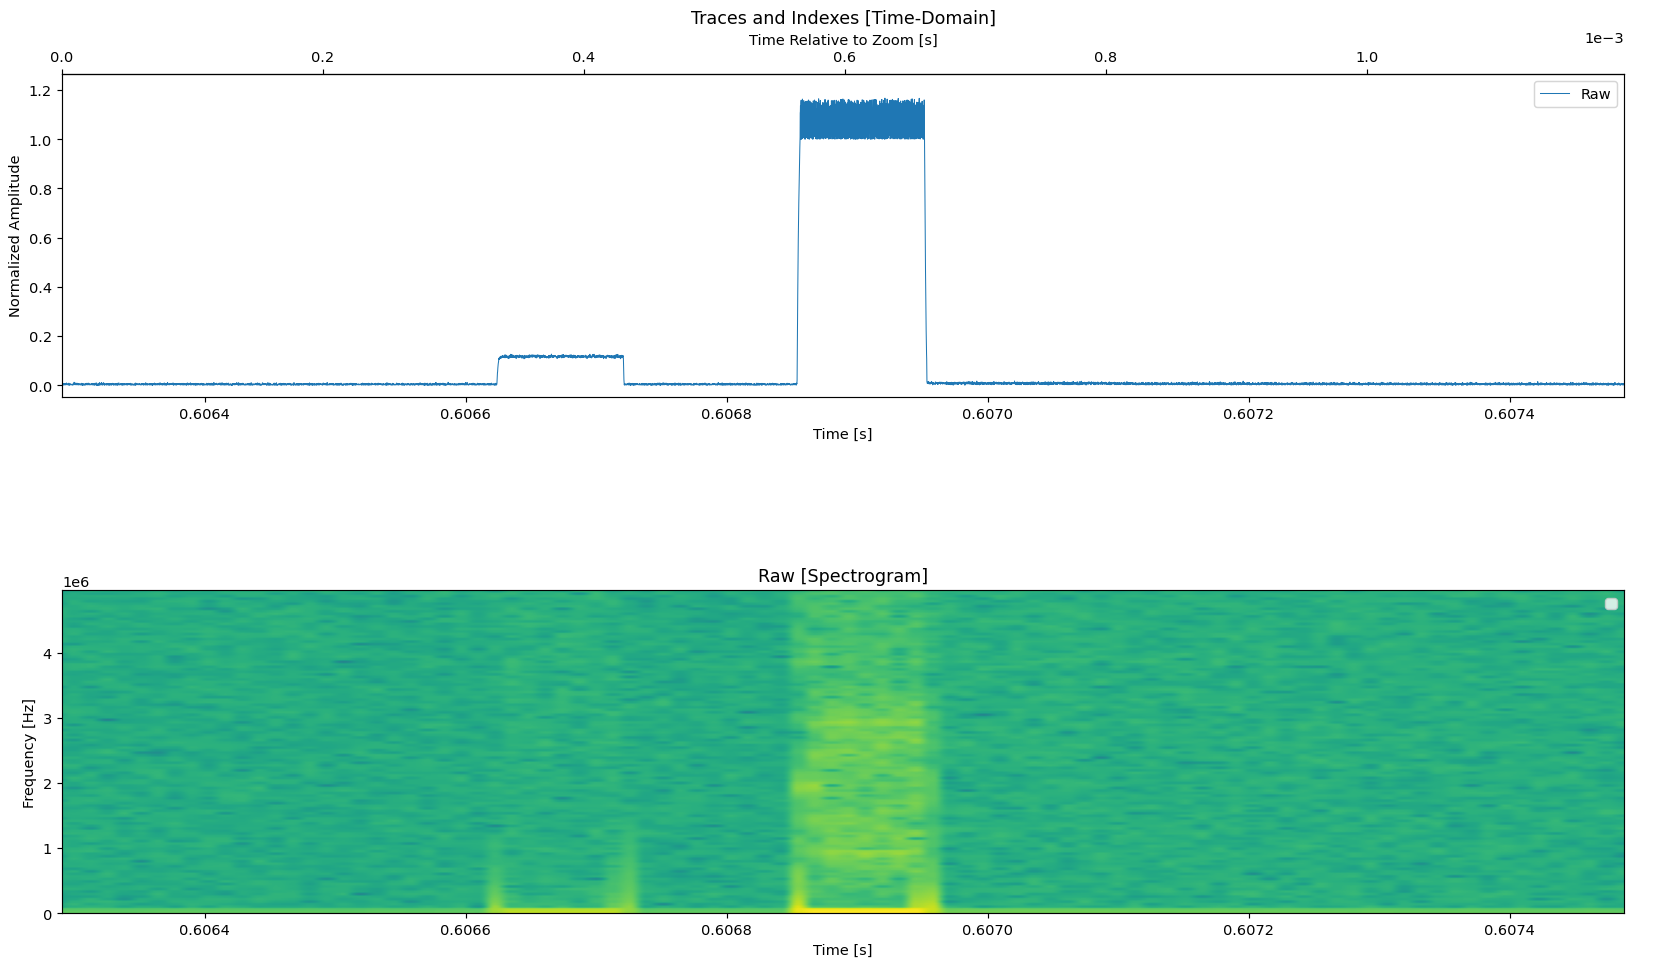 Traces and Indexes [Time-Domain]
Time Relative to Zoom [s]
1e−3
0.0 0.2 0.4 0.6 0.8 1.0
Raw
Normalized Amplitude
1.2
1.0
0.8
0.6
0.4
0.2
0.0
0.6064 0.6066 0.6068 0.6070 0.6072 0.6074
Time [s]
Raw [Spectrogram]
1e6
Frequency [Hz]
4
3
2
1
0
0.6064 0.6066 0.6068 0.6070 0.6072 0.6074
Time [s]